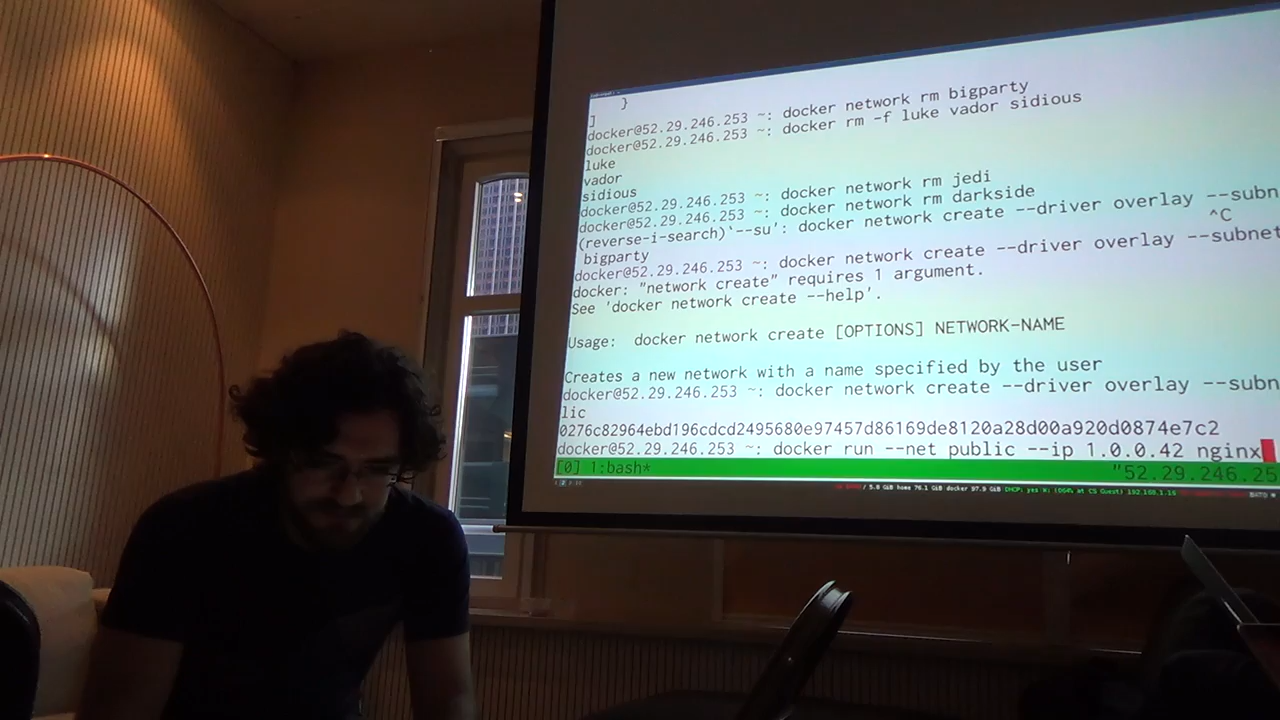 }
]
docker@52.29.246.253 ~: docker network rm bigparty
docker@52.29.246.253 ~: docker rm -f luke vador sidious
luke
vador
sidious
docker@52.29.246.253 ~: docker network rm jedi
docker@52.29.246.253 ~: docker network rm darkside
docker@52.29.246.253 ~: docker network create --driver overlay --subn
(reverse-i-search)`--su': docker network create --driver overlay --subnet
^C
bigparty
docker@52.29.246.253 ~: docker network create --driver overlay --subnet
docker: "network create" requires 1 argument.
See 'docker network create --help'.
Usage:  docker network create [OPTIONS] NETWORK-NAME
Creates a new network with a name specified by the user
docker@52.29.246.253 ~: docker network create --driver overlay --subn
lic
0276c82964ebd196cdcd2495680e97457d86169de8120a28d00a920d0874e7c2
docker@52.29.246.253 ~: docker run --net public --ip 1.0.0.42 nginx
[0] 1:bash*
"52.29.246.25